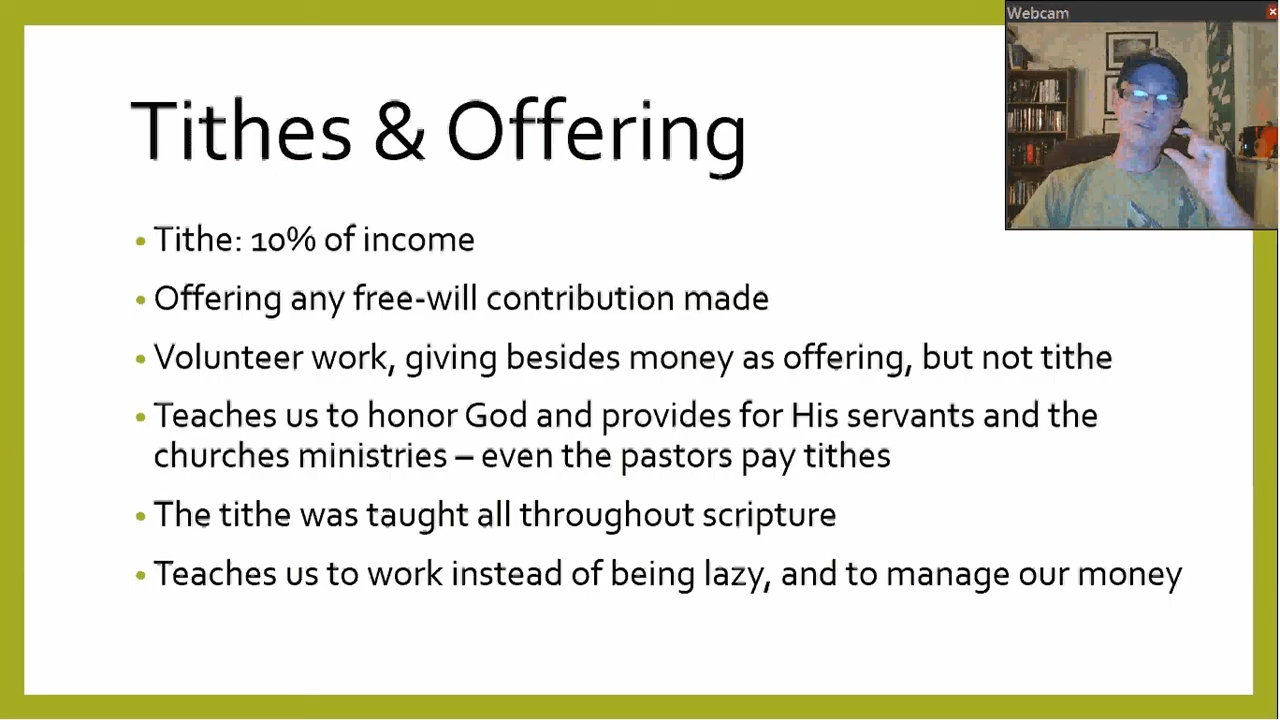 Webcam
Tithes & Offering
• Tithe: 10% of income
• Offering any free-will contribution made
• Volunteer work, giving besides money as offering, but not tithe
• Teaches us to honor God and provides for His servants and the
churches ministries – even the pastors pay tithes
• The tithe was taught all throughout scripture
• Teaches us to work instead of being lazy, and to manage our money